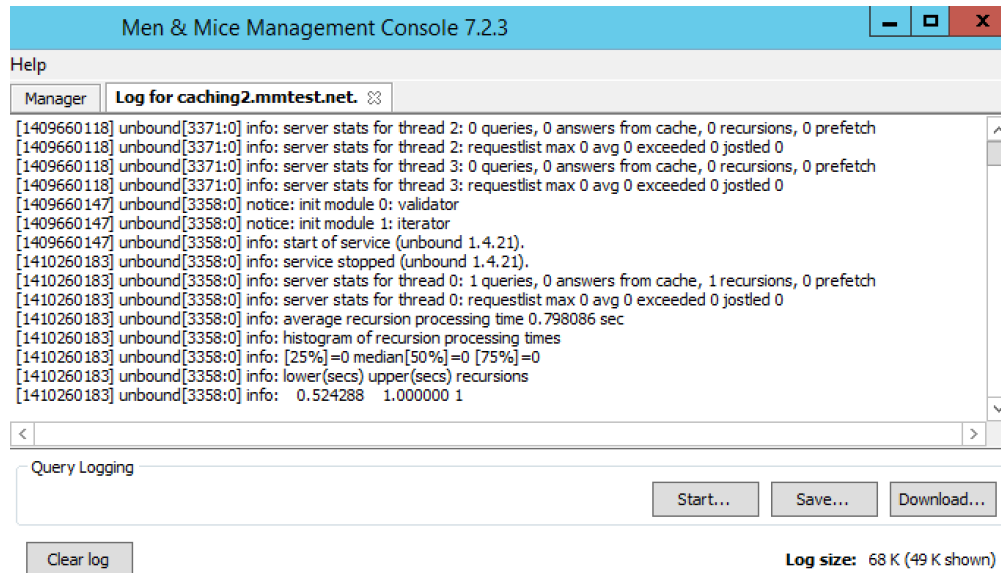 Men & Mice Management Console 7.2.3
Help
Manager Log for caching2.mmtest.net.
[1409660118] unbound[3371:0] info: server stats for thread 2: 0 queries, 0 answers from cache, 0 recursions, 0 prefetch
[1409660118] unbound[3371:0] info: server stats for thread 2: requestlist max 0 avg 0 exceeded 0 jostled 0
[1409660118] unbound[3371:0] info: server stats for thread 3: 0 queries, 0 answers from cache, 0 recursions, 0 prefetch
[1409660118] unbound[3371:0] info: server stats for thread 3: requestlist max 0 avg 0 exceeded 0 jostled 0
[1409660147] unbound[3358:0] notice: init module 0: validator
[1409660147] unbound[3358:0] notice: init module 1: iterator
[1409660147] unbound[3358:0] info: start of service (unbound 1.4.21).
[1410260183] unbound[3358:0] info: service stopped (unbound 1.4.21).
[1410260183] unbound[3358:0] info: server stats for thread 0: 1 queries, 0 answers from cache, 1 recursions, 0 prefetch
[1410260183] unbound[3358:0] info: server stats for thread 0: requestlist max 0 avg 0 exceeded 0 jostled 0
[1410260183] unbound[3358:0] info: average recursion processing time 0.798086 sec
[1410260183] unbound[3358:0] info: histogram of recursion processing times
[1410260183] unbound[3358:0] info: [25%]=0 median[50%]=0 [75%]=0
[1410260183] unbound[3358:0] info: lower(secs) upper(secs) recursions
[1410260183] unbound[3358:0] info: 0.524288 1.000000 1
Query Logging
Start... Save... Download...
Clear log Log size: 68 K (49 K shown)